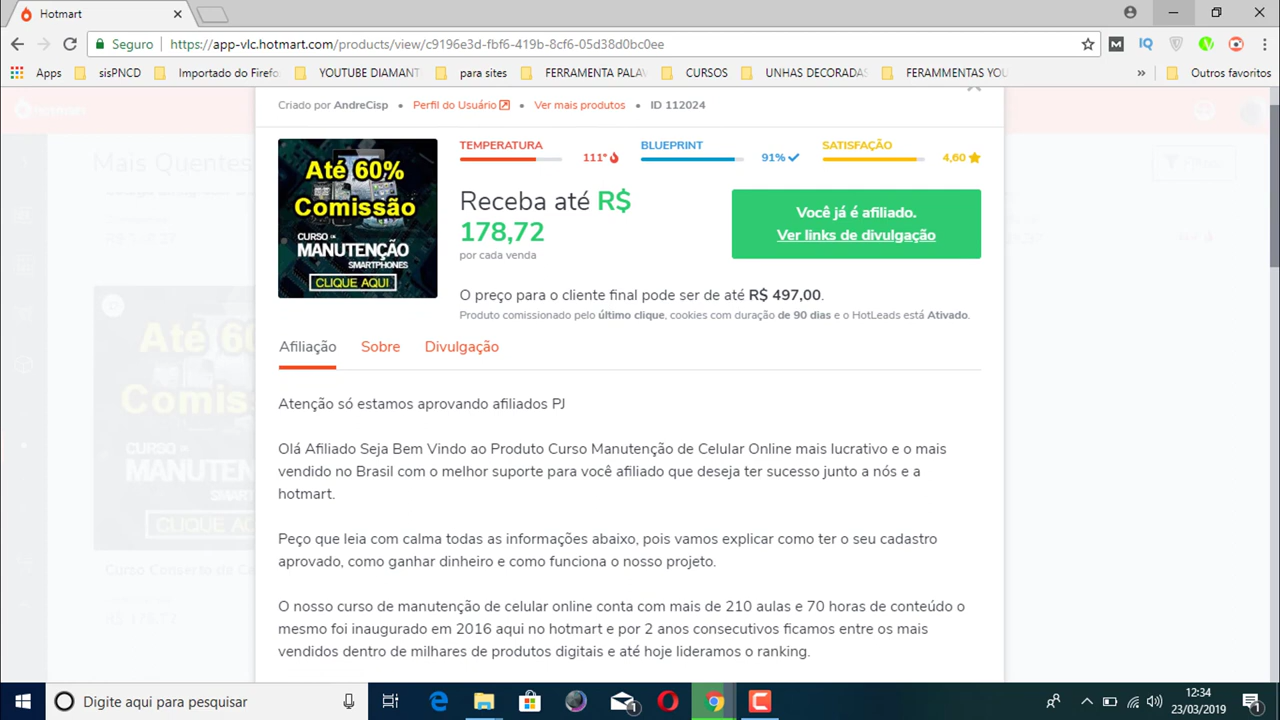 Hotmart
Seguro
https://app-vlc.hotmart.com/products/view/c9196e3d-fbf6-419b-8cf6-05d38d0bc0ee
Apps
sisPNCD
Importado do Firefo
YOUTUBE DIAMANT
para sites
FERRAMENTA PALAV
CURSOS
UNHAS DECORADAS
FERAMMENTAS YOU
»
Outros favoritos
Criado por AndreCisp • Perfil do Usuário • Ver mais produtos • ID 112024
Mais Quentes
Até 60%
Comissão
CURSO DE
MANUTENÇÃO
SMARTPHONES
CLIQUE AQUI
TEMPERATURA
111°
BLUEPRINT
91%
SATISFAÇÃO
4,60
Receba até R$
178,72
por cada venda
Você já é afiliado.
Ver links de divulgação
O preço para o cliente final pode ser de até R$ 497,00.
Produto comissionado pelo último clique, cookies com duração de 90 dias e o HotLeads está Ativado.
Afiliação
Sobre
Divulgação
Atenção só estamos aprovando afiliados PJ
Olá Afiliado Seja Bem Vindo ao Produto Curso Manutenção de Celular Online mais lucrativo e o mais
vendido no Brasil com o melhor suporte para você afiliado que deseja ter sucesso junto a nós e a
hotmart.
Peço que leia com calma todas as informações abaixo, pois vamos explicar como ter o seu cadastro
aprovado, como ganhar dinheiro e como funciona o nosso projeto.
O nosso curso de manutenção de celular online conta com mais de 210 aulas e 70 horas de conteúdo o
mesmo foi inaugurado em 2016 aqui no hotmart e por 2 anos consecutivos ficamos entre os mais
vendidos dentro de milhares de produtos digitais e até hoje lideramos o ranking.
Digite aqui para pesquisar
1
12:34
23/03/2019
1